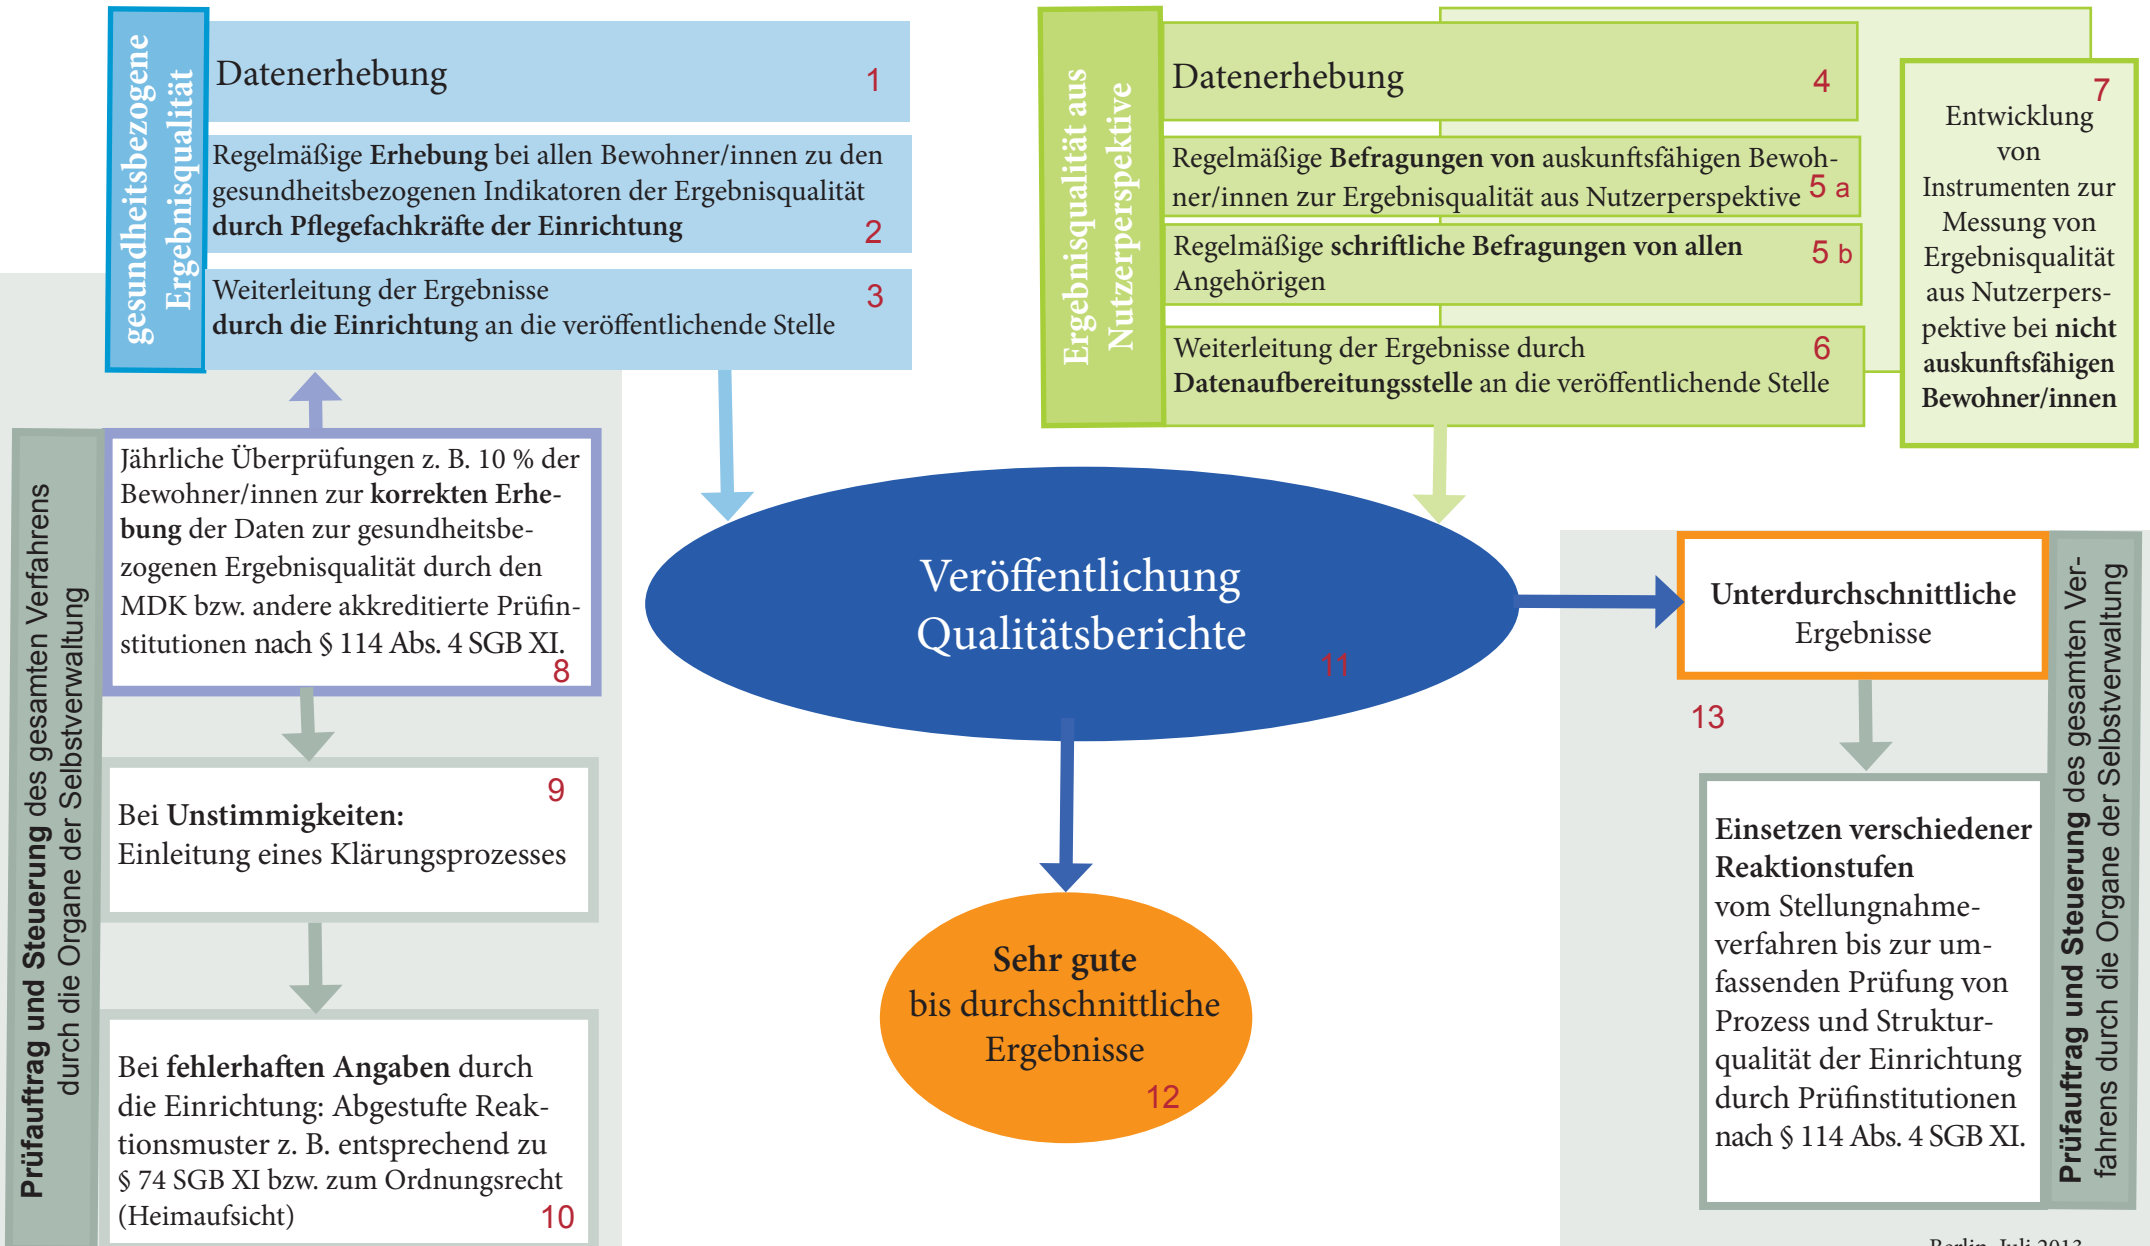 gesundheitsbezogene
Ergebnisqualität
Datenerhebung
1
Regelmäßige Erhebung bei allen Bewohner/innen zu den
gesundheitsbezogenen Indikatoren der Ergebnisqualität
durch Pflegefachkräfte der Einrichtung
2
Weiterleitung der Ergebnisse
3
durch die Einrichtung an die veröffentlichende Stelle
Ergebnisqualität aus
Nutzerperspektive
Datenerhebung
4
Regelmäßige Befragungen von auskunftsfähigen Bewoh-
ner/innen zur Ergebnisqualität aus Nutzerperspektive
5 a
Regelmäßige schriftliche Befragungen von allen
5 b
Angehörigen
Weiterleitung der Ergebnisse durch
6
Datenaufbereitungsstelle an die veröffentlichende Stelle
7
Entwicklung
von
Instrumenten zur
Messung von
Ergebnisqualität
aus Nutzerpers-
pektive bei nicht
auskunftsfähigen
Bewohner/innen
Prüfauftrag und Steuerung des gesamten Verfahrens
durch die Organe der Selbstverwaltung
Jährliche Überprüfungen z. B. 10 % der
Bewohner/innen zur korrekten Erhe-
bung der Daten zur gesundheitsbe-
zogenen Ergebnisqualität durch den
MDK bzw. andere akkreditierte Prüfin-
stitutionen nach § 114 Abs. 4 SGB XI.
8
9
Bei Unstimmigkeiten:
Einleitung eines Klärungsprozesses
Bei fehlerhaften Angaben durch
die Einrichtung: Abgestufte Reak-
tionsmuster z. B. entsprechend zu
§ 74 SGB XI bzw. zum Ordnungsrecht
(Heimaufsicht)
10
Veröffentlichung
Qualitätsberichte
11
Sehr gute
bis durchschnittliche
Ergebnisse
12
Unterdurchschnittliche
Ergebnisse
13
Einsetzen verschiedener
Reaktionstufen
vom Stellungnahme-
verfahren bis zur um-
fassenden Prüfung von
Prozess und Struktur-
qualität der Einrichtung
durch Prüfinstitutionen
nach § 114 Abs. 4 SGB XI.
Prüfauftrag und Steuerung des gesamten Ver-
fahrens durch die Organe der Selbstverwaltung
Berlin, Juli 2013